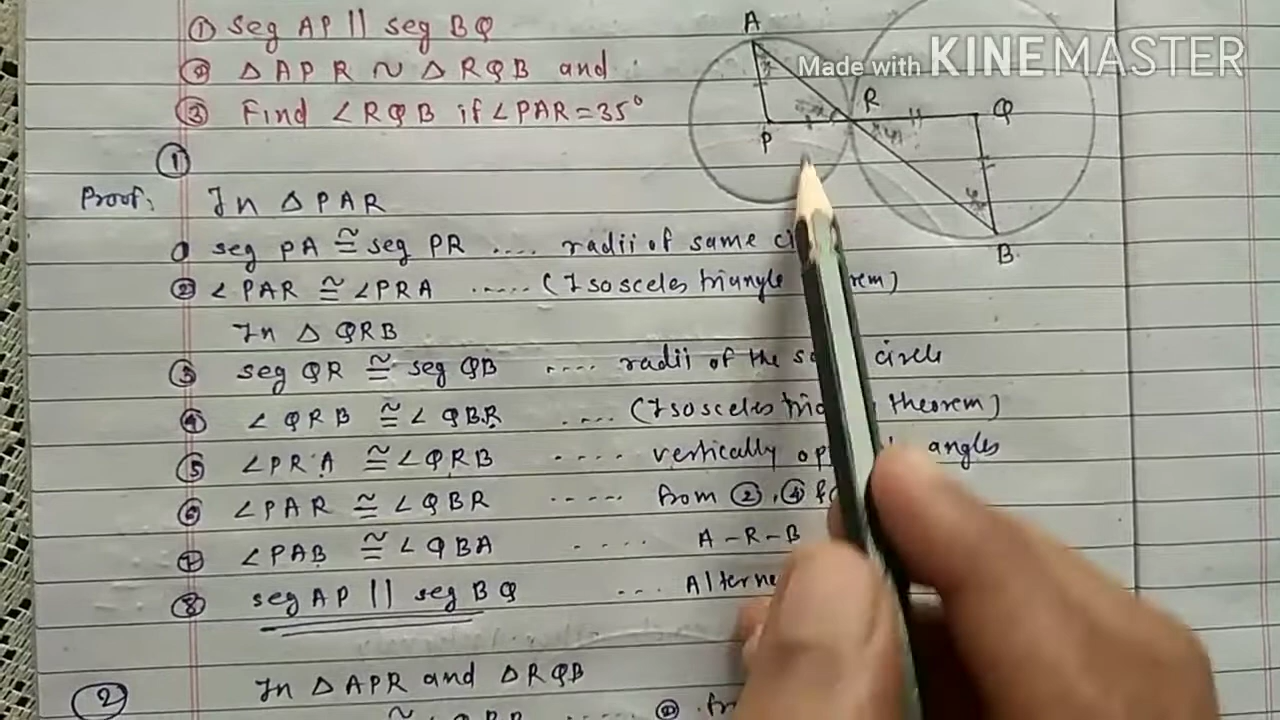 ① seg AP || seg BQ
② △APR ~ △RQB and
③ Find ∠RQB if ∠PAR = 35°
Made with KINEMASTER
A
R
Q
P
B
①
Proof: In △PAR
① seg PA ≅ seg PR .... radii of same
② ∠PAR ≅ ∠PRA ..... (Isosceles triangle
In △QRB
③ seg QR ≅ seg QB .... radii of the circle
④ ∠QRB ≅ ∠QBR .... (Isosceles theorem)
⑤ ∠PRA ≅ ∠QRB .... vertically angles
⑥ ∠PAR ≅ ∠QBR ..... from ②, ④ &
⑦ ∠PAB ≅ ∠QBA .... A-R-B
⑧ seg AP || seg BQ ...
② In △APR and △RQB